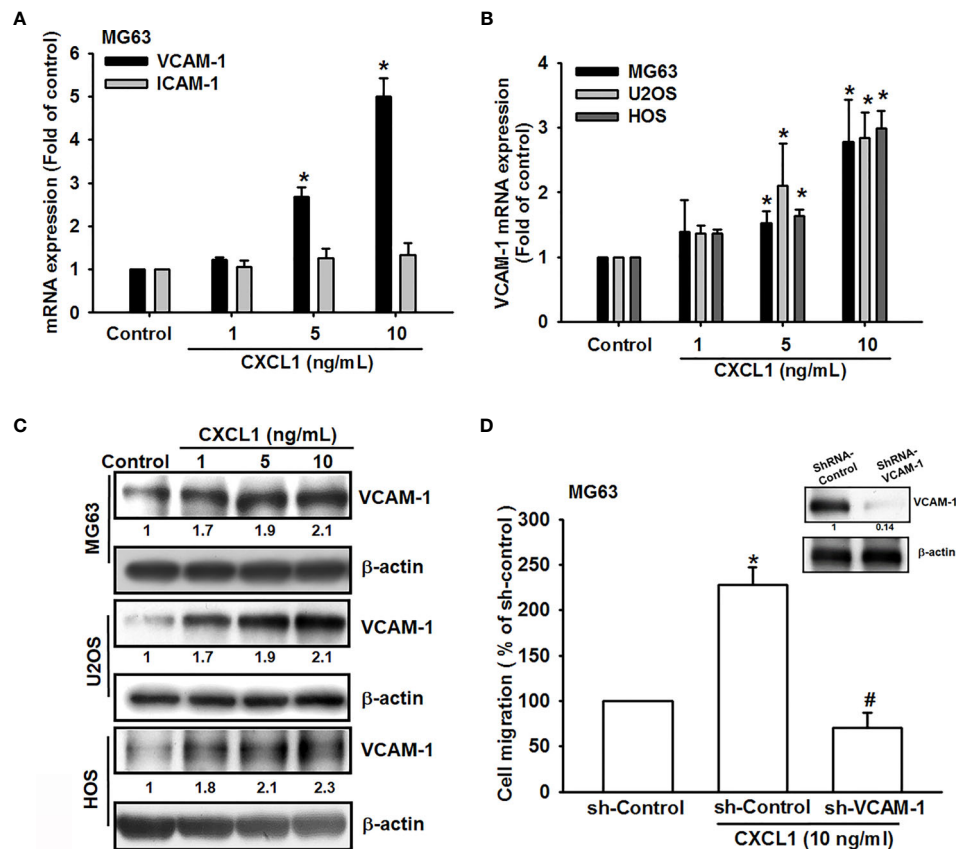 A
MG63
VCAM-1
ICAM-1
mRNA expression (Fold of control)
6
5
4
3
2
1
0
*
*
Control 1 5 10
CXCL1 (ng/mL)
B
MG63
U2OS
HOS
VCAM-1 mRNA expression
(Fold of control)
4
3
2
1
0
* * *
* * *
Control 1 5 10
CXCL1 (ng/mL)
C
CXCL1 (ng/mL)
Control 1 5 10
MG63
VCAM-1
1 1.7 1.9 2.1
β-actin
U2OS
VCAM-1
1 1.7 1.9 2.1
β-actin
HOS
VCAM-1
1 1.8 2.1 2.3
β-actin
D
MG63
ShRNA-
Control
ShRNA-
VCAM-1
VCAM-1
1 0.14
β-actin
Cell migration ( % of sh-control)
300
250
200
150
100
50
0
*
#
sh-Control sh-Control sh-VCAM-1
CXCL1 (10 ng/ml)